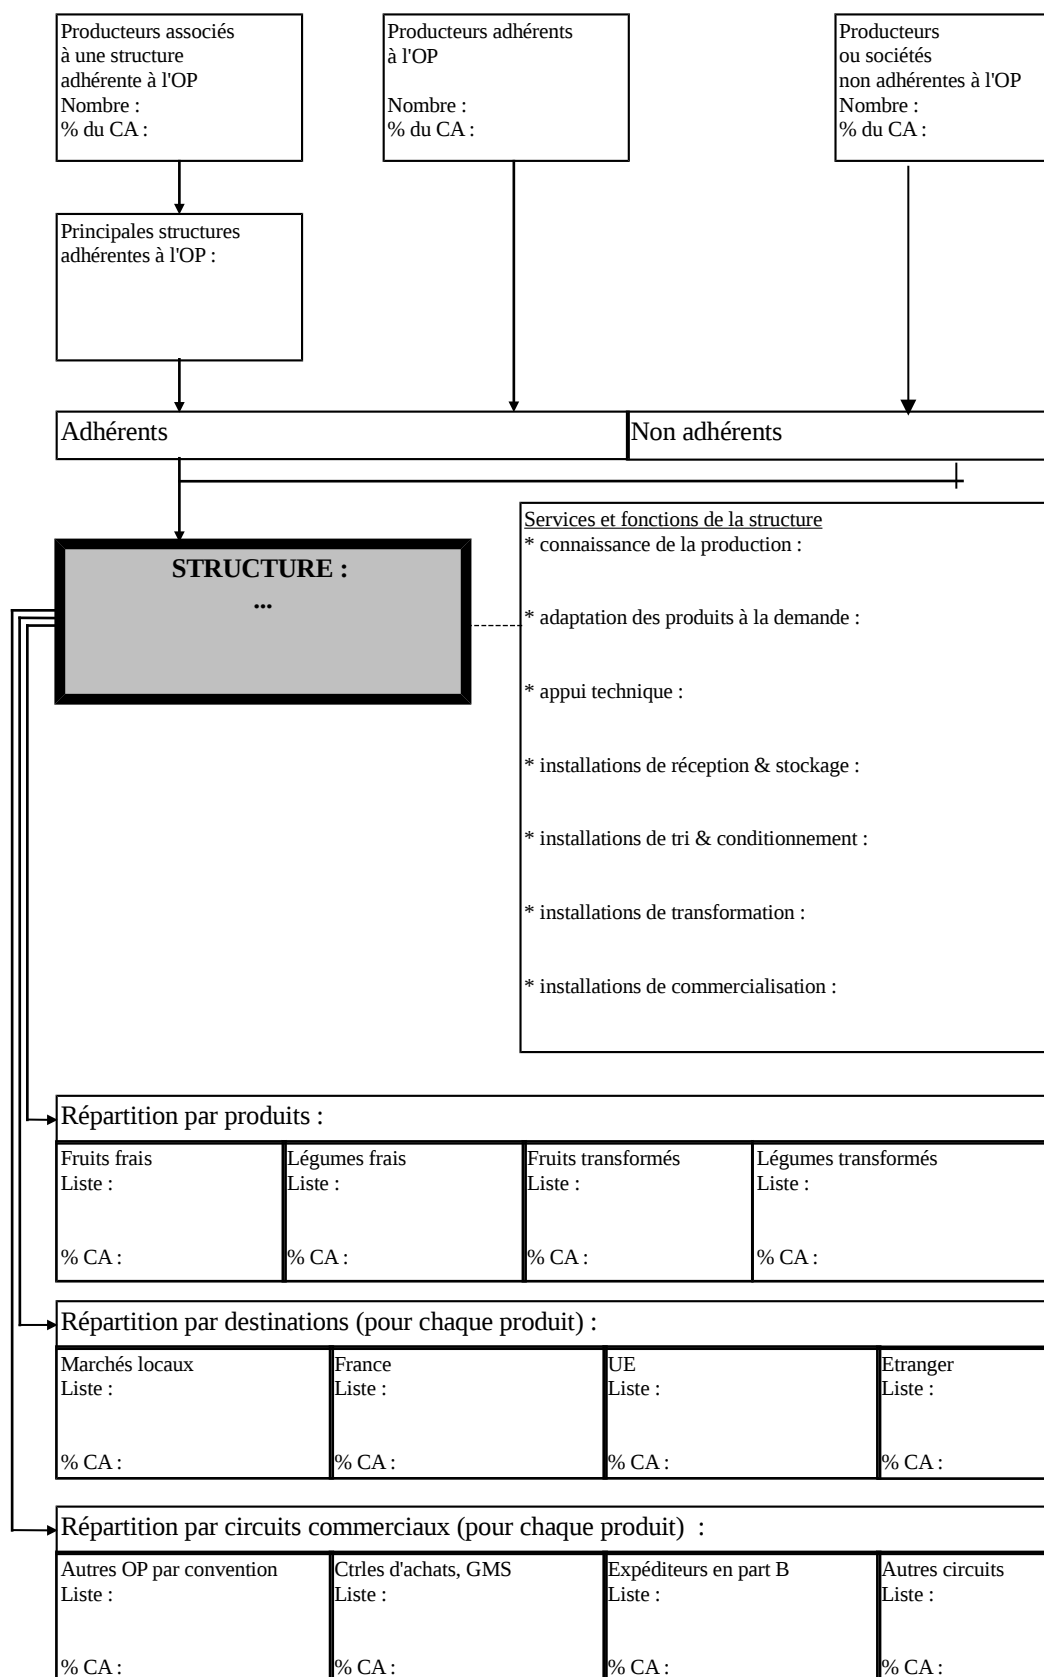 Producteurs associés
à une structure
adhérente à l'OP
Nombre :
% du CA :
Producteurs adhérents
à l'OP
Nombre :
% du CA :
Producteurs
ou sociétés
non adhérentes à l'OP
Nombre :
% du CA :
Principales structures
adhérentes à l'OP :
Adhérents
Non adhérents
STRUCTURE :
...
Services et fonctions de la structure
* connaissance de la production :
* adaptation des produits à la demande :
* appui technique :
* installations de réception & stockage :
* installations de tri & conditionnement :
* installations de transformation :
* installations de commercialisation :
Répartition par produits :
Fruits frais
Liste :
% CA :
Légumes frais
Liste :
% CA :
Fruits transformés
Liste :
% CA :
Légumes transformés
Liste :
% CA :
Répartition par destinations (pour chaque produit) :
Marchés locaux
Liste :
% CA :
France
Liste :
% CA :
UE
Liste :
% CA :
Etranger
Liste :
% CA :
Répartition par circuits commerciaux (pour chaque produit) :
Autres OP par convention
Liste :
% CA :
Ctrles d'achats, GMS
Liste :
% CA :
Expéditeurs en part B
Liste :
% CA :
Autres circuits
Liste :
% CA :